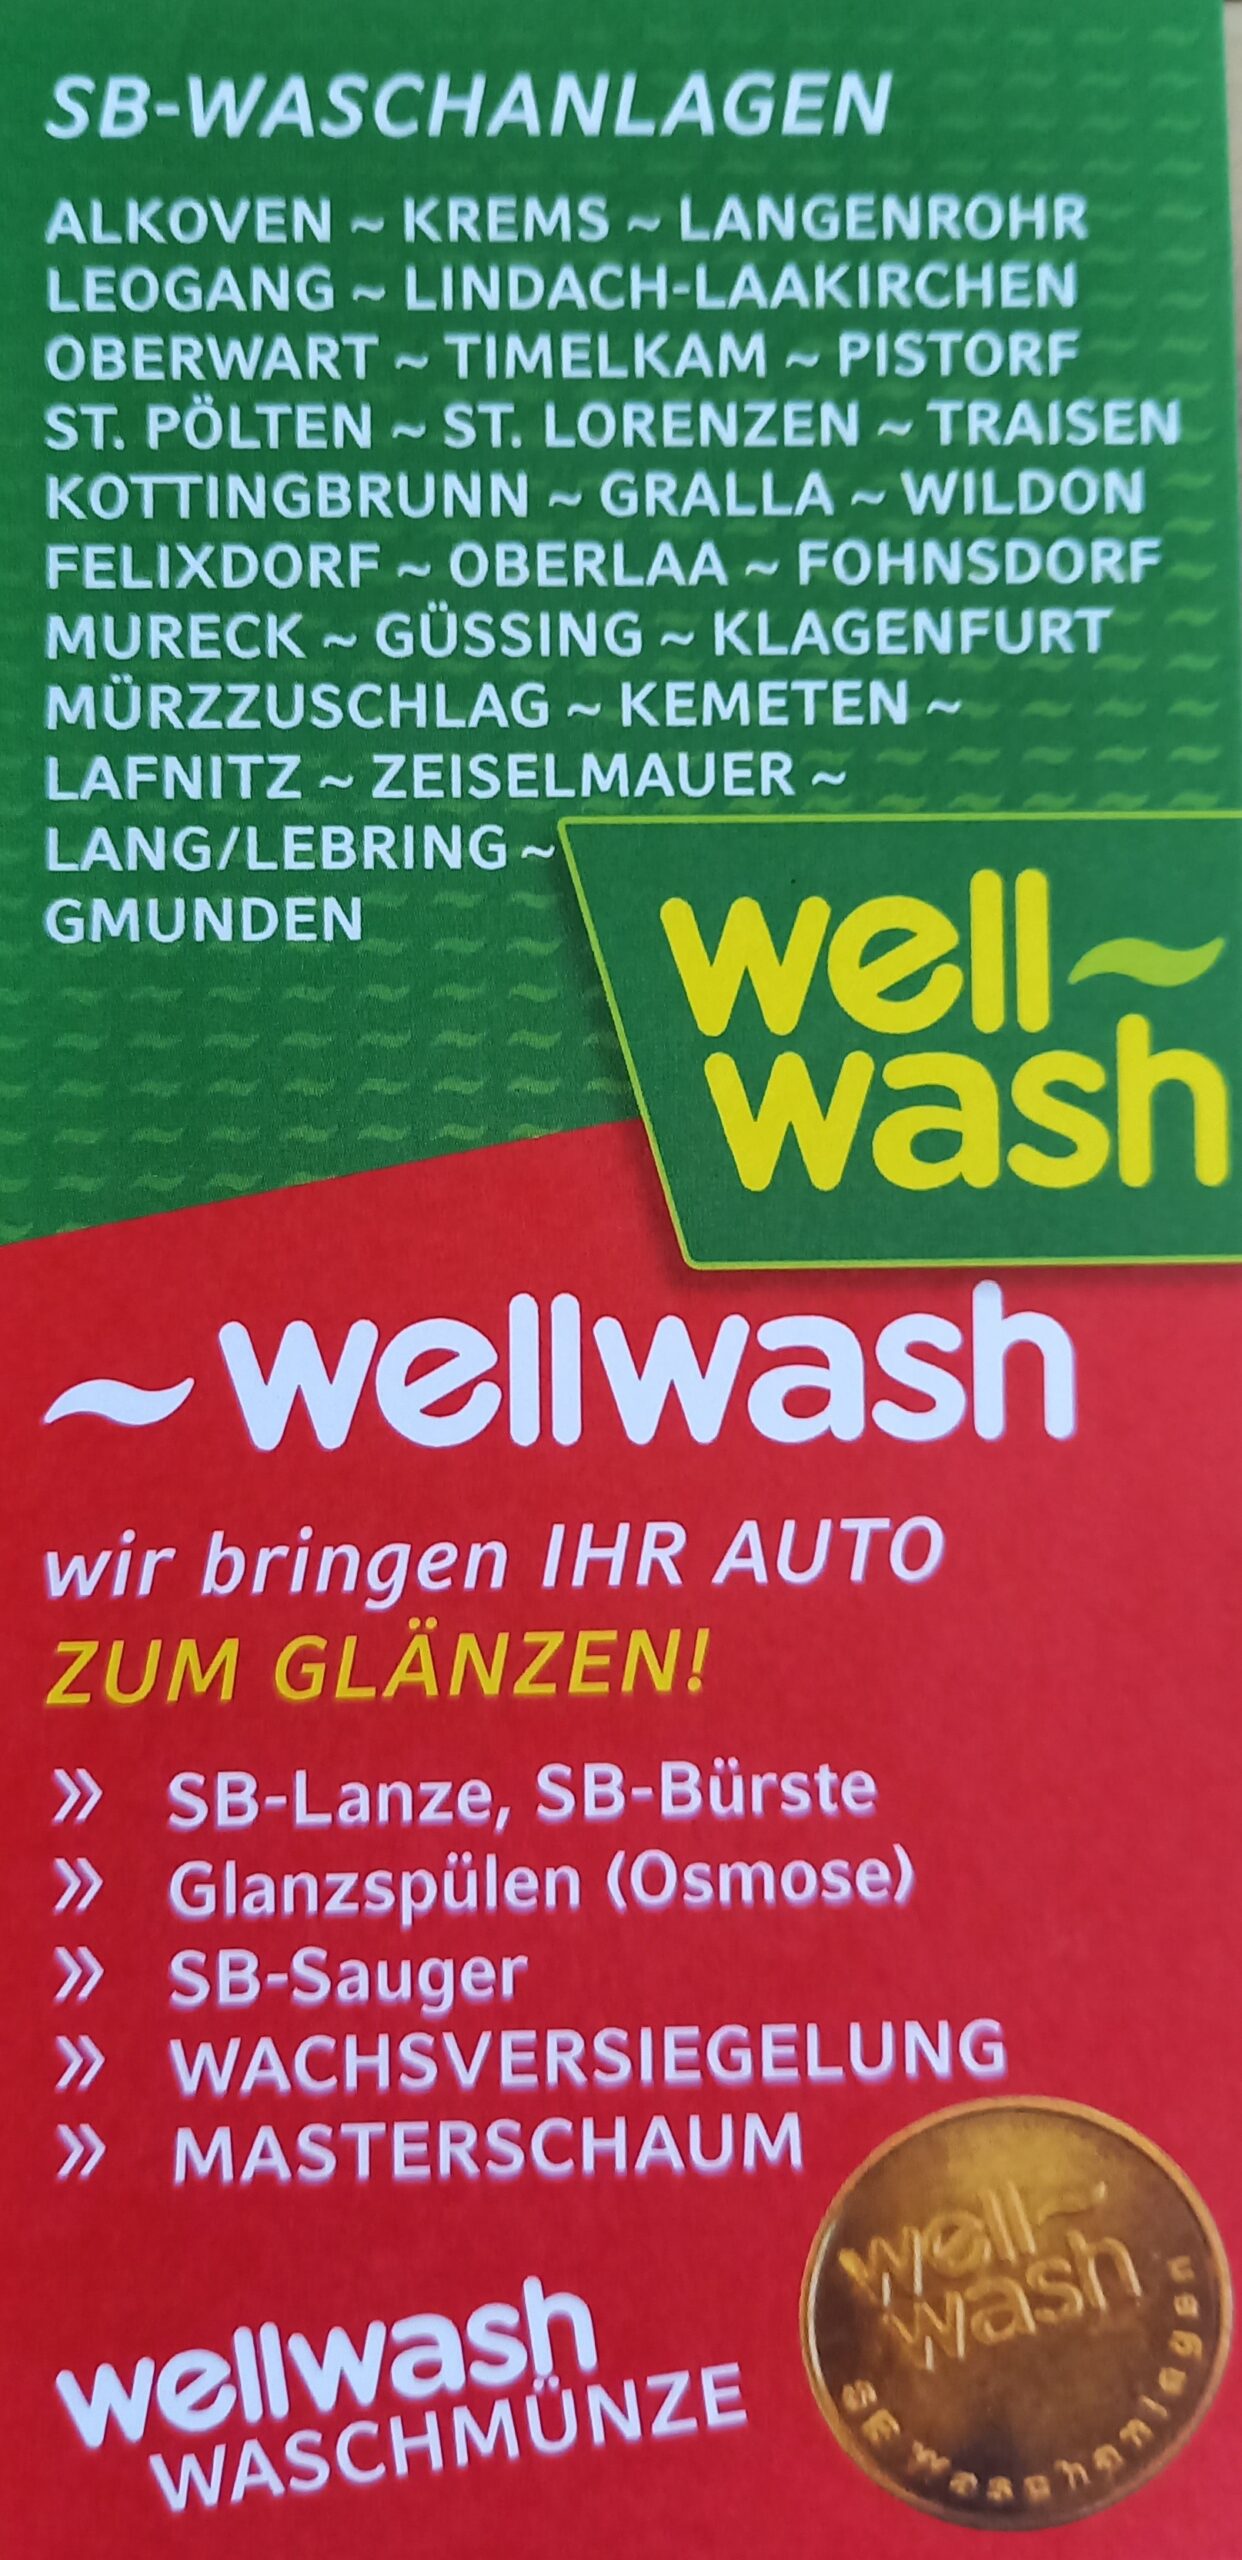 SB-WASCHANLAGEN
ALKOVEN ~ KREMS ~ LANGENROHR
LEOGANG ~ LINDACH-LAAKIRCHEN
OBERWART ~ TIMELKAM ~ PISTORF
ST. PÖLTEN ~ ST. LORENZEN ~ TRAISEN
KOTTINGBRUNN ~ GRALLA ~ WILDON
FELIXDORF ~ OBERLAA ~ FOHNSDORF
MURECK ~ GÜSSING ~ KLAGENFURT
MÜRZZUSCHLAG ~ KEMETEN ~
LAFNITZ ~ ZEISELMAUER ~
LANG/LEBRING ~
GMUNDEN
well~
wash
~wellwash
wir bringen IHR AUTO
ZUM GLÄNZEN!
» SB-Lanze, SB-Bürste
» Glanzspülen (Osmose)
» SB-Sauger
» WACHSVERSIEGELUNG
» MASTERSCHAUM
wellwash
WASCHMÜNZE
well~
wash
SB Waschanlagen